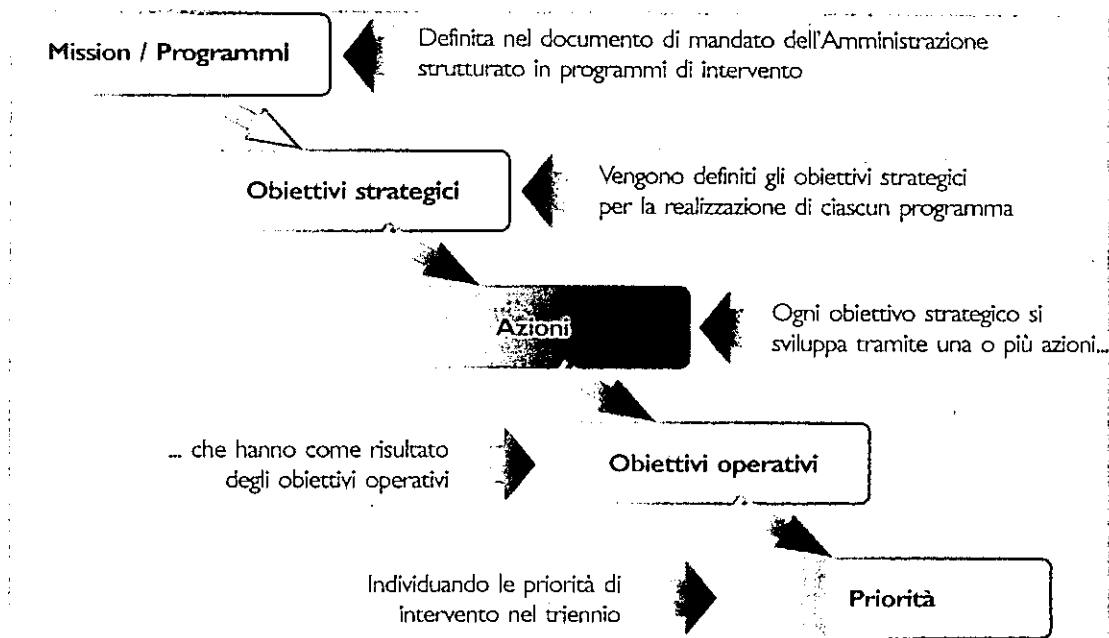 Mission / Programmi
Definita nel documento di mandato dell'Amministrazione
strutturato in programmi di intervento
Obiettivi strategici
Vengono definiti gli obiettivi strategici
per la realizzazione di ciascun programma
Azioni
Ogni obiettivo strategico si
sviluppa tramite una o più azioni...
... che hanno come risultato
degli obiettivi operativi
Obiettivi operativi
Individuando le priorità di
intervento nel triennio
Priorità